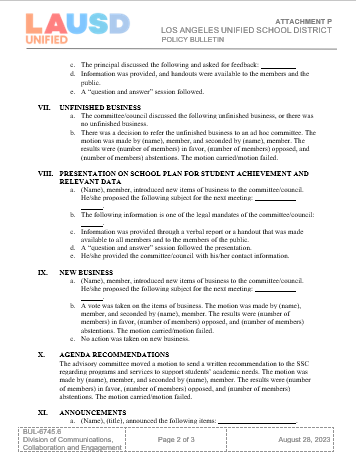 LAUSD
UNIFIED
ATTACHMENT P
LOS ANGELES UNIFIED SCHOOL DISTRICT
POLICY BULLETIN
c. The principal discussed the following and asked for feedback: __________
d. Information was provided, and handouts were available to the members and the
public.
e. A “question and answer” session followed.
VII. UNFINISHED BUSINESS
a. The committee/council discussed the following unfinished business, or there was
no unfinished business.
b. There was a decision to refer the unfinished business to an ad hoc committee. The
motion was made by (name), member, and seconded by (name), member. The
results were (number of members) in favor, (number of members) opposed, and
(number of members) abstentions. The motion carried/motion failed.
VIII. PRESENTATION ON SCHOOL PLAN FOR STUDENT ACHIEVEMENT AND
RELEVANT DATA
a. (Name), member, introduced new items of business to the committee/council.
He/she proposed the following subject for the next meeting: __________
______.
b. The following information is one of the legal mandates of the committee/council:
______.
c. Information was provided through a verbal report or a handout that was made
available to all members and to the members of the public.
d. A “question and answer” session followed the presentation.
e. He/she provided the committee/council with his/her contact information.
IX. NEW BUSINESS
a. (Name), member, introduced new items of business to the committee/council.
He/she proposed the following subject for the next meeting: __________
______.
b. A vote was taken on the items of business. The motion was made by (name),
member, and seconded by (name), member. The results were (number of
members) in favor, (number of members) opposed, and (number of members)
abstentions. The motion carried/motion failed.
c. No action was taken on new business.
X. AGENDA RECOMMENDATIONS
The advisory committee moved a motion to send a written recommendation to the SSC
regarding programs and services to support students’ academic needs. The motion was
made by (name), member, and seconded by (name), member. The results were (number
of members) in favor, (number of members) opposed, and (number of members)
abstentions. The motion carried/motion failed.
XI. ANNOUNCEMENTS
a. (Name), (title), announced the following items: __________.
BUL-6745.6
Division of Communications,
Collaboration and Engagement
Page 2 of 3
August 28, 2023